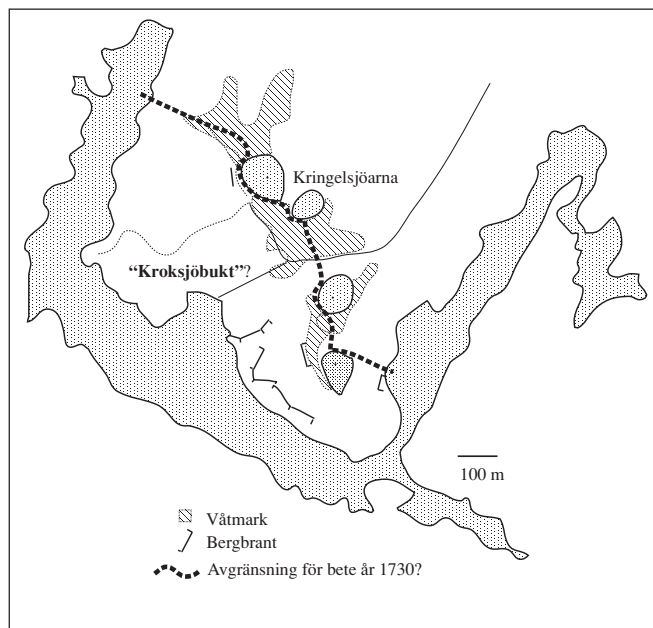 Kringelsjöarna
“Kroksjöbukt”?
100 m
Våtmark
Bergbrant
Avgränsning för bete år 1730?